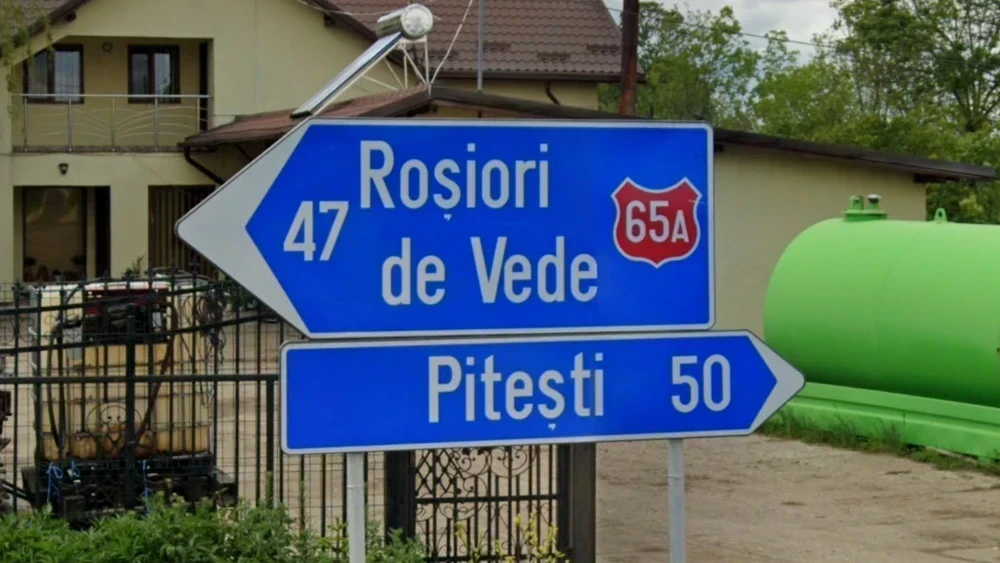 47 Roșiori 65A
de Vede
Pitești 50